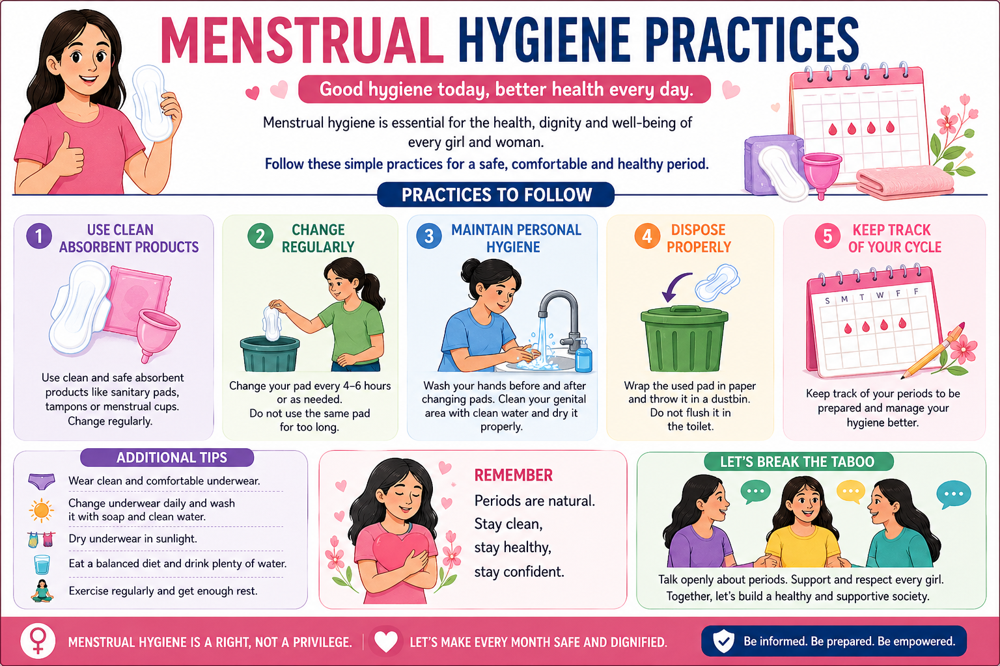 MENSTRUAL HYGIENE PRACTICES
Good hygiene today, better health every day.
Menstrual hygiene is essential for the health, dignity and well-being of
every girl and woman.
Follow these simple practices for a safe, comfortable and healthy period.
PRACTICES TO FOLLOW
1
USE CLEAN
ABSORBENT PRODUCTS
Use clean and safe absorbent
products like sanitary pads,
tampons or menstrual cups.
Change regularly.
2
CHANGE
REGULARLY
Change your pad every 4–6 hours
or as needed.
Do not use the same pad
for too long.
3
MAINTAIN PERSONAL
HYGIENE
Wash your hands before and after
changing pads. Clean your genital
area with clean water and dry it
properly.
4
DISPOSE
PROPERLY
Wrap the used pad in paper
and throw it in a dustbin.
Do not flush it in
the toilet.
5
KEEP TRACK
OF YOUR CYCLE
S M T W F F
Keep track of your periods to be
prepared and manage your
hygiene better.
ADDITIONAL TIPS
Wear clean and comfortable underwear.
Change underwear daily and wash
it with soap and clean water.
Dry underwear in sunlight.
Eat a balanced diet and drink plenty of water.
Exercise regularly and get enough rest.
REMEMBER
Periods are natural.
Stay clean,
stay healthy,
stay confident.
LET'S BREAK THE TABOO
Talk openly about periods. Support and respect every girl.
Together, let's build a healthy and supportive society.
MENSTRUAL HYGIENE IS A RIGHT, NOT A PRIVILEGE.
LET'S MAKE EVERY MONTH SAFE AND DIGNIFIED.
Be informed. Be prepared. Be empowered.